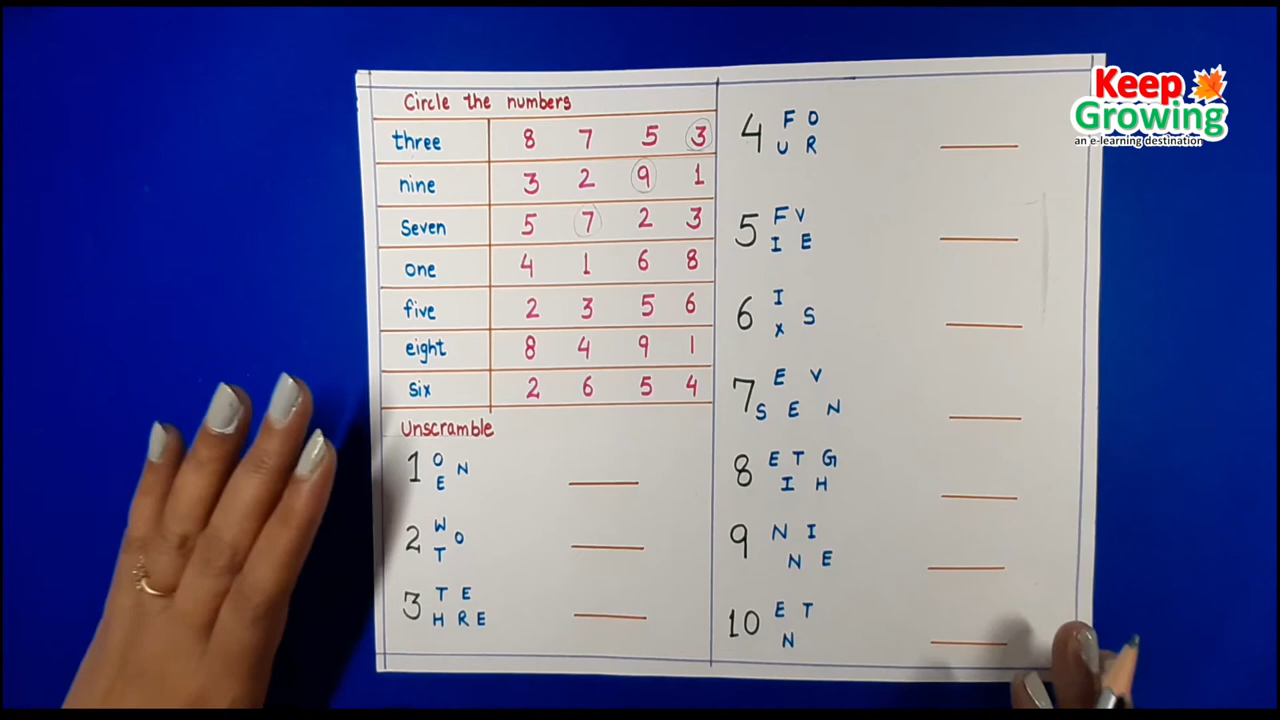 Circle the numbers
three 8 7 5 3
nine 3 2 9 1
Seven 5 7 2 3
one 4 1 6 8
five 2 3 5 6
eight 8 4 9 1
six 2 6 5 4
Unscramble
1 O N
E
2 W O
T
3 T E
H R E
4 F O
U R
5 F V
I E
6 I
X S
7 E V
S E N
8 E T G
I H
9 N I
N E
10 E T
N
Keep
Growing
an e-learning destination